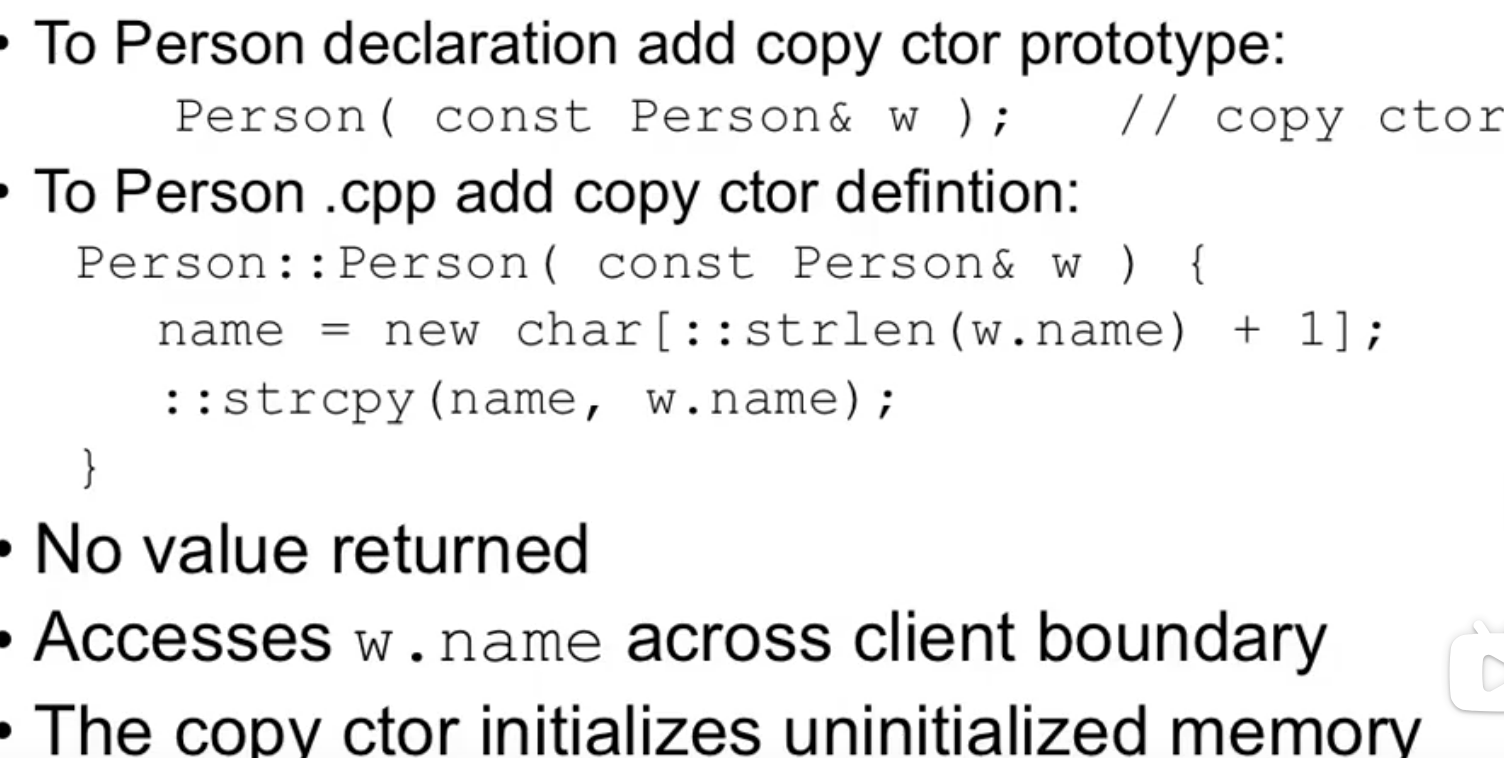 • To Person declaration add copy ctor prototype:
Person( const Person& w );   // copy ctor
• To Person .cpp add copy ctor defintion:
Person::Person( const Person& w ) {
name = new char[::strlen(w.name) + 1];
::strcpy(name, w.name);
}
• No value returned
• Accesses w.name across client boundary
• The copy ctor initializes uninitialized memory